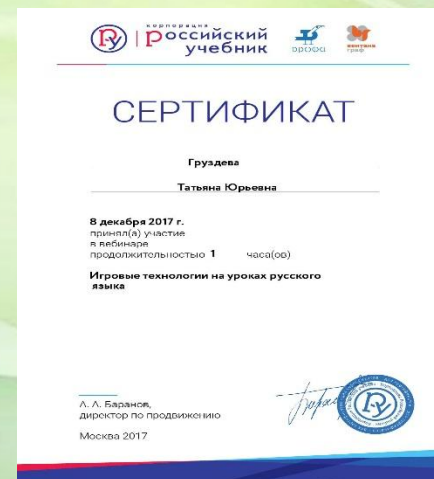 корпорация
российский
учебник
дрофа
вентана
граф
СЕРТИФИКАТ
Груздева
Татьяна Юрьевна
8 декабря 2017 г.
принял(а) участие
в вебинаре
продолжительностью 1 часа(ов)
Игровые технологии на уроках русского
языка
А. А. Баранов,
директор по продвижению
Москва 2017